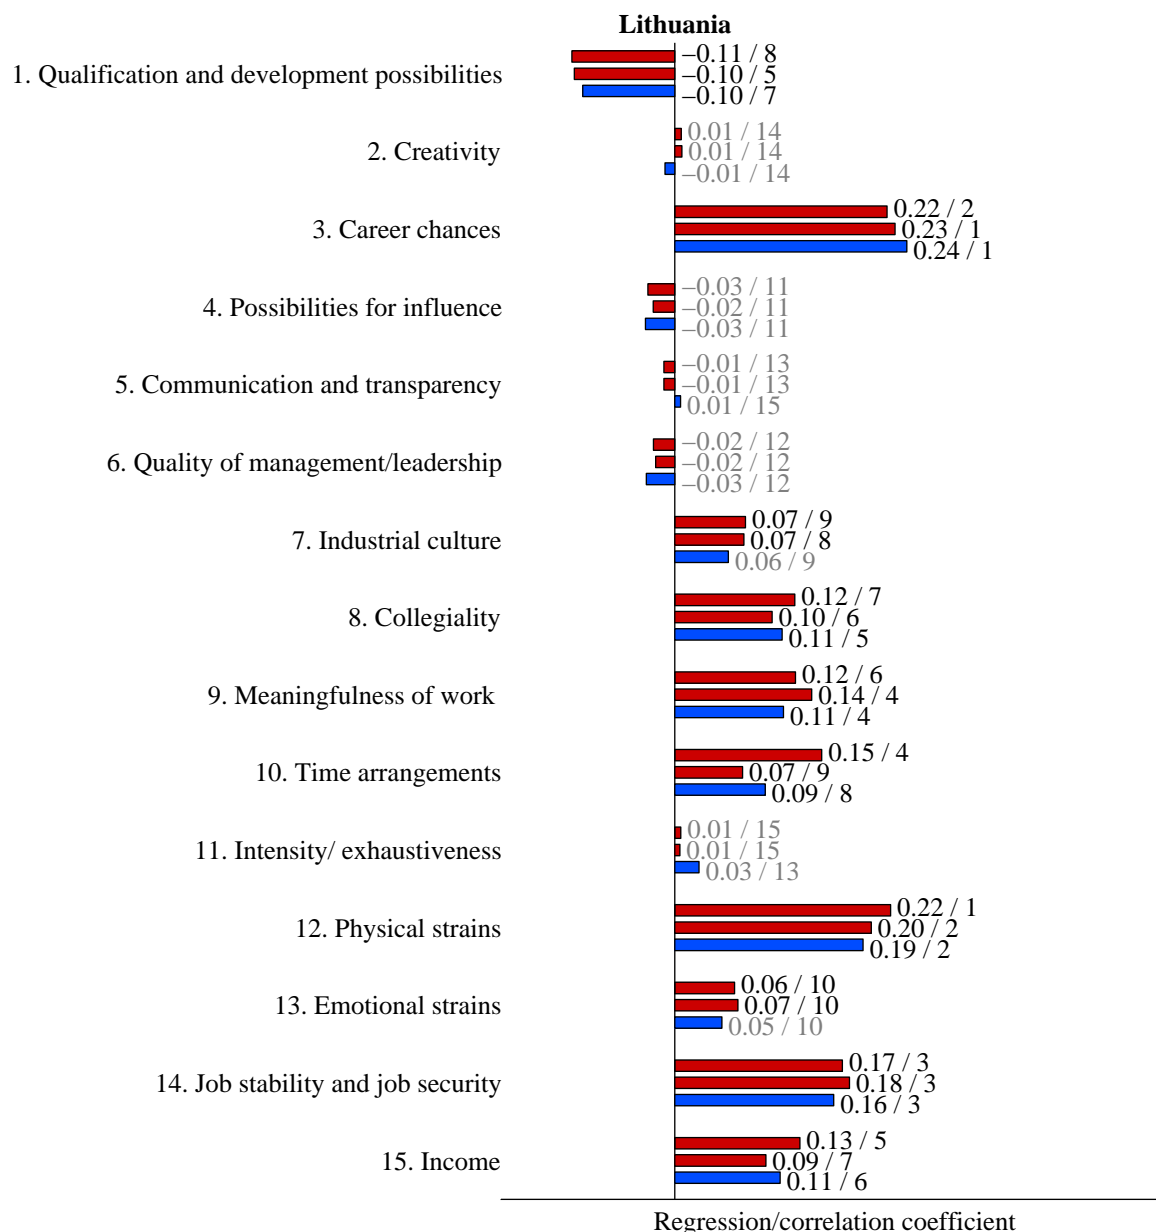 Lithuania
1. Qualification and development possibilities
–0.11 / 8
–0.10 / 5
–0.10 / 7
2. Creativity
0.01 / 14
0.01 / 14
–0.01 / 14
3. Career chances
0.22 / 2
0.23 / 1
0.24 / 1
4. Possibilities for influence
–0.03 / 11
–0.02 / 11
–0.03 / 11
5. Communication and transparency
–0.01 / 13
–0.01 / 13
0.01 / 15
6. Quality of management/leadership
–0.02 / 12
–0.02 / 12
–0.03 / 12
7. Industrial culture
0.07 / 9
0.07 / 8
0.06 / 9
8. Collegiality
0.12 / 7
0.10 / 6
0.11 / 5
9. Meaningfulness of work
0.12 / 6
0.14 / 4
0.11 / 4
10. Time arrangements
0.15 / 4
0.07 / 9
0.09 / 8
11. Intensity/ exhaustiveness
0.01 / 15
0.01 / 15
0.03 / 13
12. Physical strains
0.22 / 1
0.20 / 2
0.19 / 2
13. Emotional strains
0.06 / 10
0.07 / 10
0.05 / 10
14. Job stability and job security
0.17 / 3
0.18 / 3
0.16 / 3
15. Income
0.13 / 5
0.09 / 7
0.11 / 6
Regression/correlation coefficient